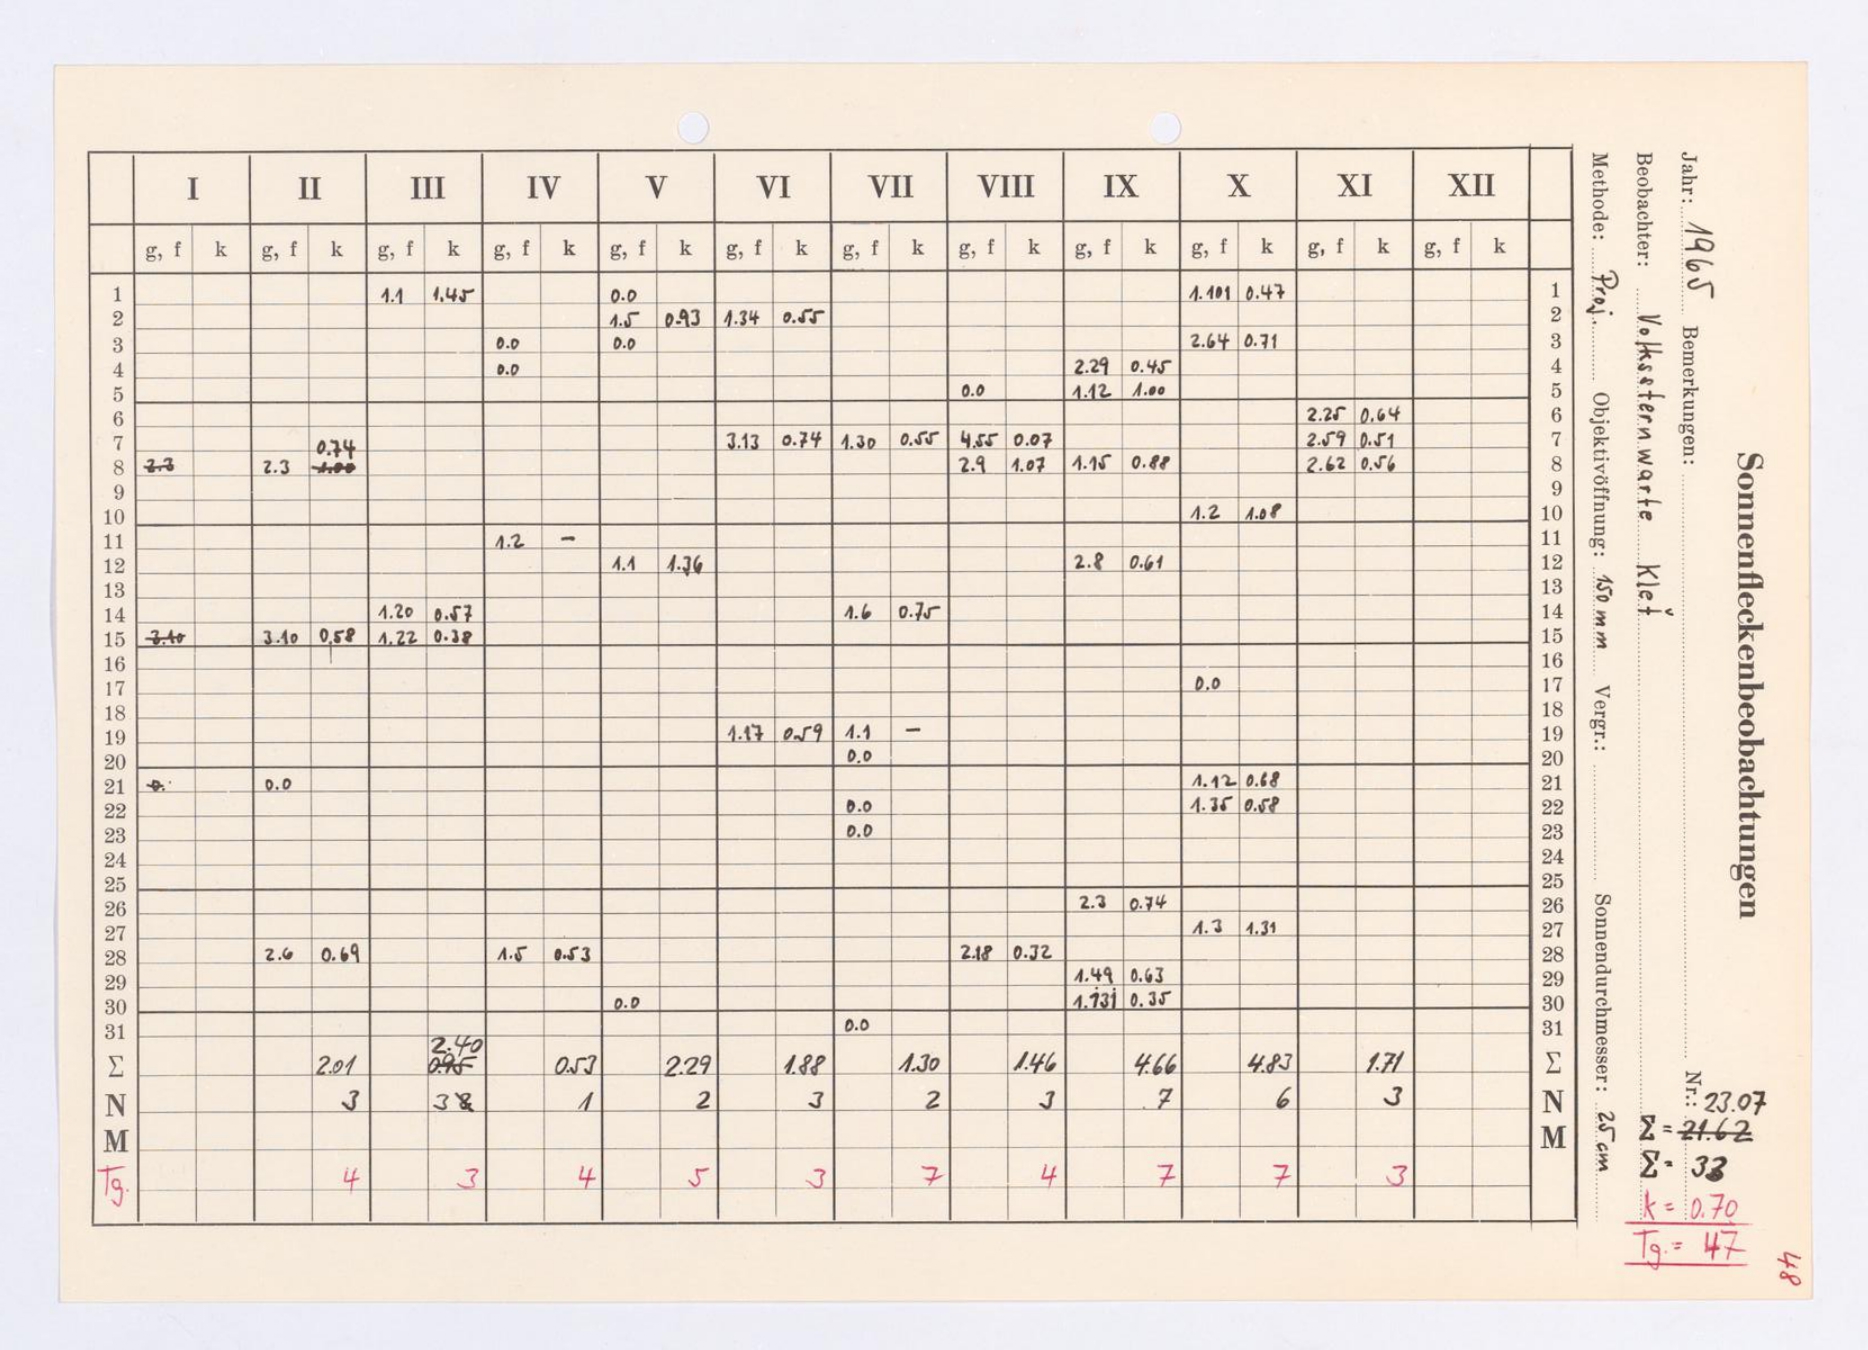 I II III IV V VI VII VIII IX X XI XII
g, f k g, f k g, f k g, f k g, f k g, f k g, f k g, f k g, f k g, f k g, f k g, f k
1 1.1 1.45 0.0 1.101 0.47 1
2 1.5 0.93 1.34 0.55 2
3 0.0 0.0 2.64 0.71 3
4 0.0 2.29 0.45 4
5 0.0 1.12 1.00 5
6 2.25 0.64 6
7 0.74 3.13 0.74 1.30 0.55 4.55 0.07 2.59 0.51 7
8 2.3 2.3 1.00 2.9 1.07 1.15 0.88 2.62 0.56 8
9 9
10 1.2 1.08 10
11 1.2 – 11
12 1.1 1.36 2.8 0.61 12
13 13
14 1.20 0.57 1.6 0.75 14
15 3.10 3.10 0,58 1.22 0.38 15
16 16
17 0.0 17
18 18
19 1.17 0.59 1.1 – 19
20 0.0 20
21 0. 0.0 1.12 0.68 21
22 0.0 1.35 0.58 22
23 0.0 23
24 24
25 25
26 2.3 0.74 26
27 1.3 1.31 27
28 2.6 0.69 1.5 0.53 2.18 0.32 28
29 1.49 0.63 29
30 0.0 1.131 0.35 30
31 0.0 31
2.40
Σ 2.01 0.95 0.53 2.29 1.88 1.30 1.46 4.66 4.83 1.71 Σ
N 3 3 1 2 3 2 3 7 6 3 N
M M
Tg. 4 3 4 5 3 7 4 7 7 3
Sonnenfleckenbeobachtungen
Jahr: 1965 Bemerkungen: Nr.:
Beobachter: Volkssternwarte Kleť
Methode: Proj. Objektivöffnung: 150 mm Vergr.: Sonnendurchmesser: 25 cm
23.07
Σ = 21.62
Σ = 33
k = 0.70
Tg. = 47
48